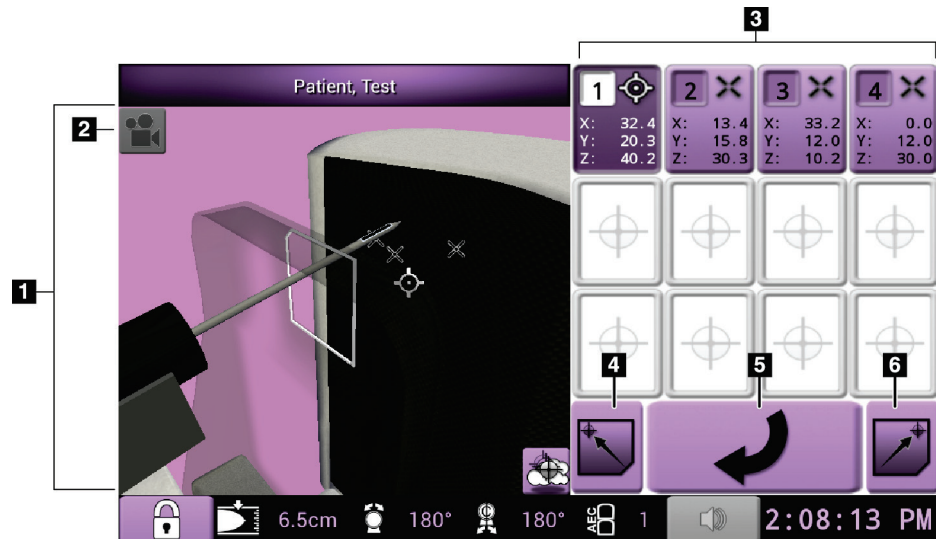 3
Patient, Test
1 2 3 4
X: 32.4 X: 13.4 X: 33.2 X: 0.0
Y: 20.3 Y: 15.8 Y: 12.0 Y: 12.0
Z: 40.2 Z: 30.3 Z: 10.2 Z: 30.0
2
1
4 5 6
6.5cm 180° C 180° AEC 1 2:08:13 PM